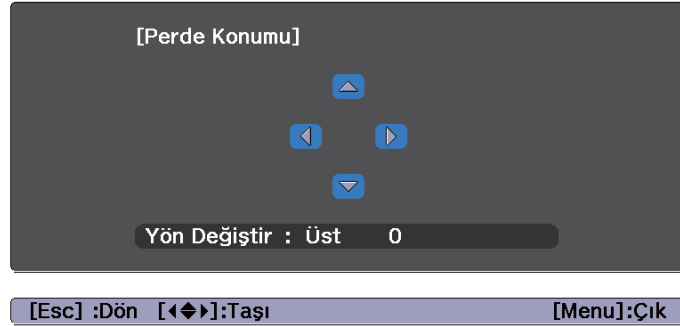 [Perde Konumu]
Yön Değiştir : Üst 0
[Esc] :Dön [◀◆▶]:Taşı [Menu]:Çık